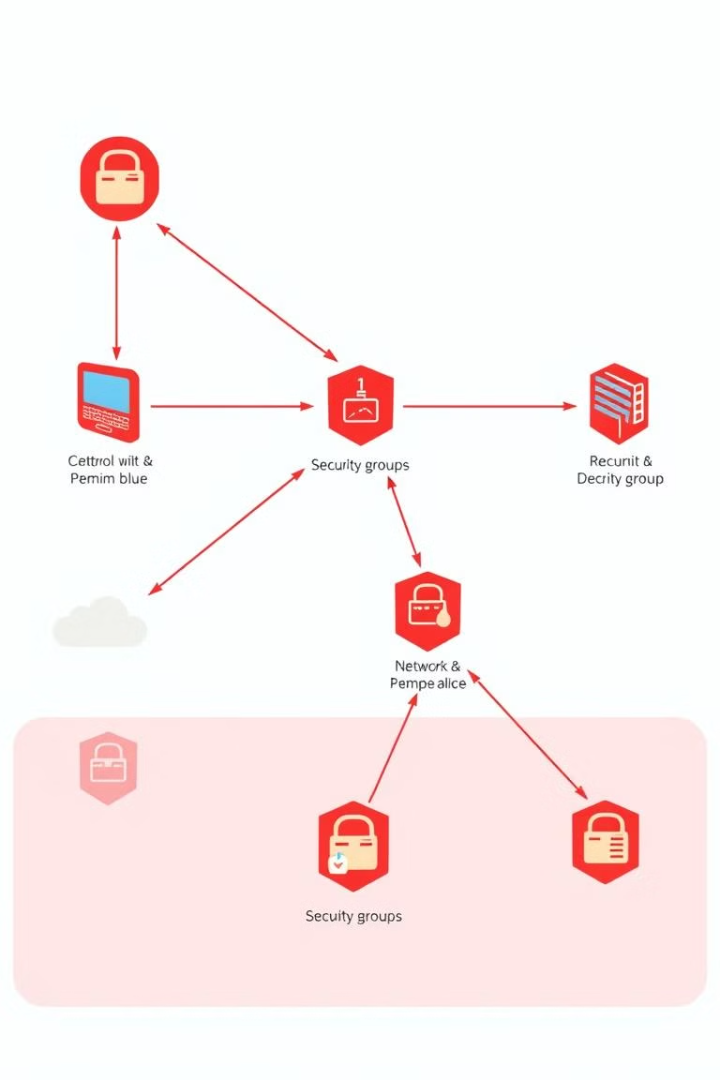 Cettrol wilt &
Pemim blue
Security groups
Recunit &
Decrity group
Network &
Pempe alice
Secuity groups